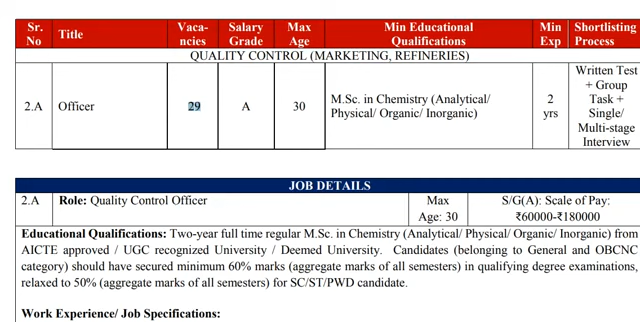 Sr. No Title Vaca-ncies Salary Grade Max Age Min Educational Qualifications Min Exp Shortlisting Process
QUALITY CONTROL (MARKETING, REFINERIES)
2.A Officer 29 A 30 M.Sc. in Chemistry (Analytical/ Physical/ Organic/ Inorganic) 2 yrs Written Test + Group Task + Single/ Multi-stage Interview
JOB DETAILS
2.A Role: Quality Control Officer Max Age: 30 S/G(A): Scale of Pay: ₹60000-₹180000
Educational Qualifications: Two-year full time regular M.Sc. in Chemistry (Analytical/ Physical/ Organic/ Inorganic) from
AICTE approved / UGC recognized University / Deemed University. Candidates (belonging to General and OBCNC
category) should have secured minimum 60% marks (aggregate marks of all semesters) in qualifying degree examinations,
relaxed to 50% (aggregate marks of all semesters) for SC/ST/PWD candidate.
Work Experience/ Job Specifications: